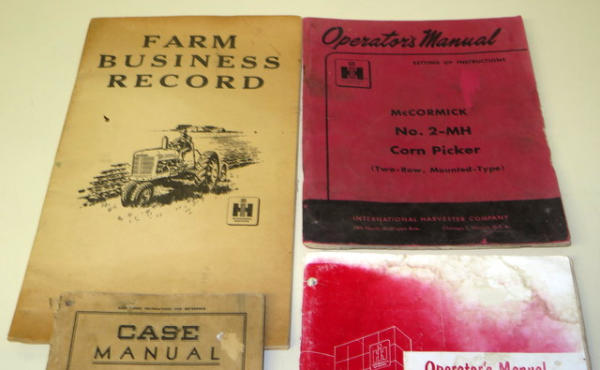 FARM
BUSINESS
RECORD
Operator's Manual
SETTING UP INSTRUCTIONS
McCORMICK
No. 2-MH
Corn Picker
(Two-Row, Mounted-Type)
INTERNATIONAL HARVESTER COMPANY
CASE
MANUAL
Operator's Manual